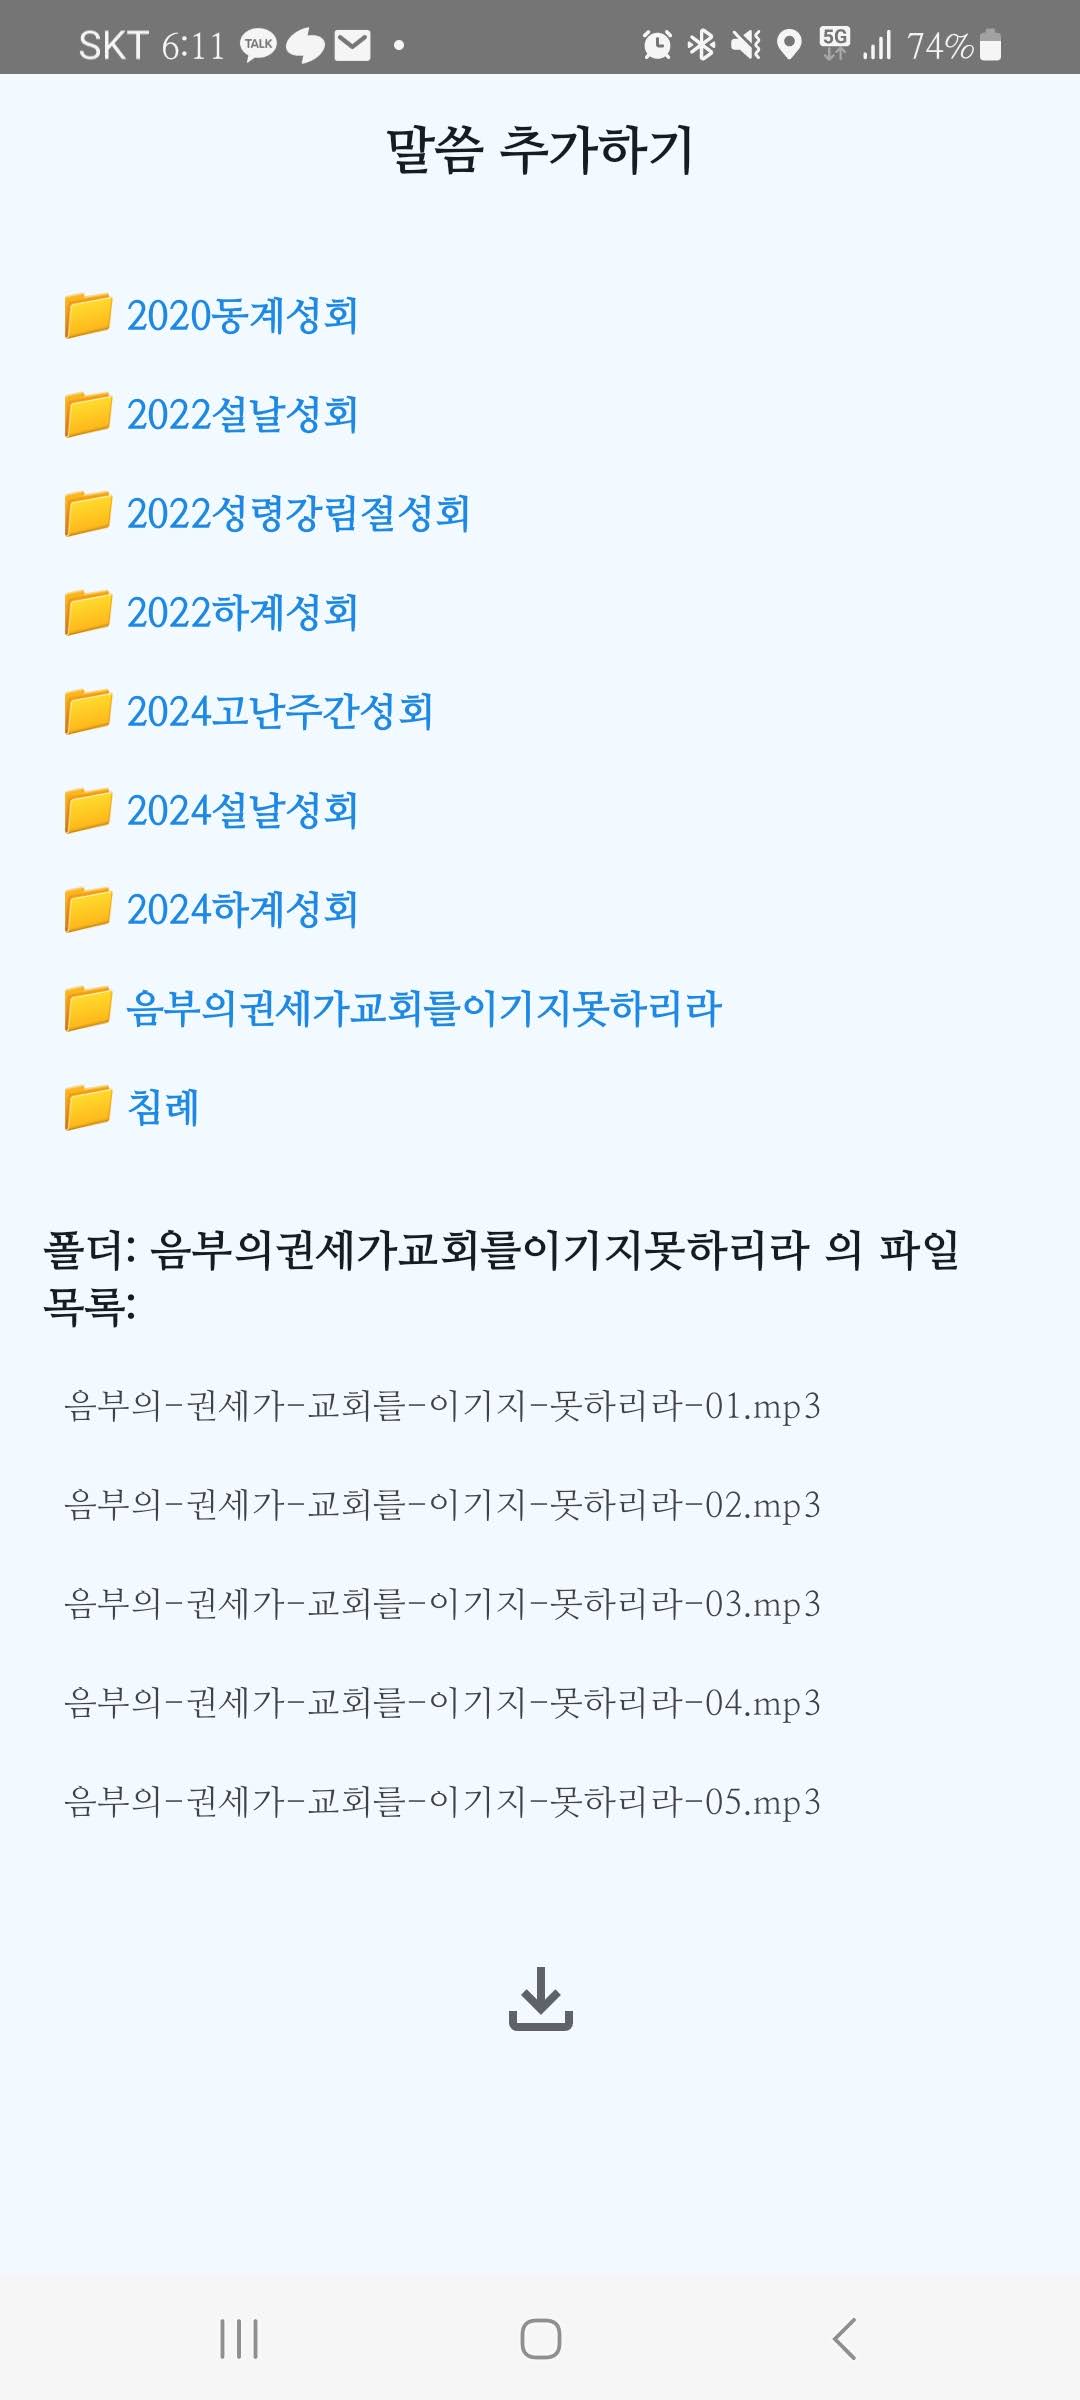 SKT 6:11 TALK 5G 74%
말씀 추가하기
2020동계성회
2022설날성회
2022성령강림절성회
2022하계성회
2024고난주간성회
2024설날성회
2024하계성회
음부의권세가교회를이기지못하리라
침례
폴더: 음부의권세가교회를이기지못하리라 의 파일
목록:
음부의-권세가-교회를-이기지-못하리라-01.mp3
음부의-권세가-교회를-이기지-못하리라-02.mp3
음부의-권세가-교회를-이기지-못하리라-03.mp3
음부의-권세가-교회를-이기지-못하리라-04.mp3
음부의-권세가-교회를-이기지-못하리라-05.mp3